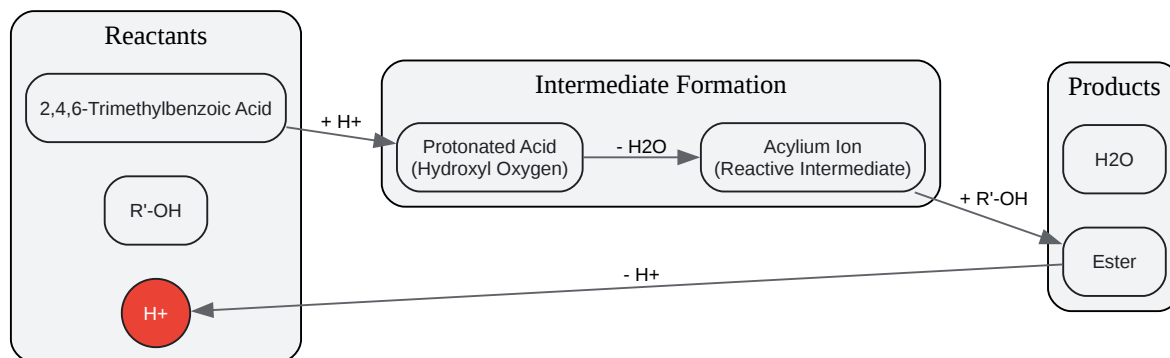 Reactants
2,4,6-Trimethylbenzoic Acid
R'-OH
H+
+ H+
Intermediate Formation
Protonated Acid
(Hydroxyl Oxygen)
- H2O
Acylium Ion
(Reactive Intermediate)
+ R'-OH
Products
H2O
Ester
- H+